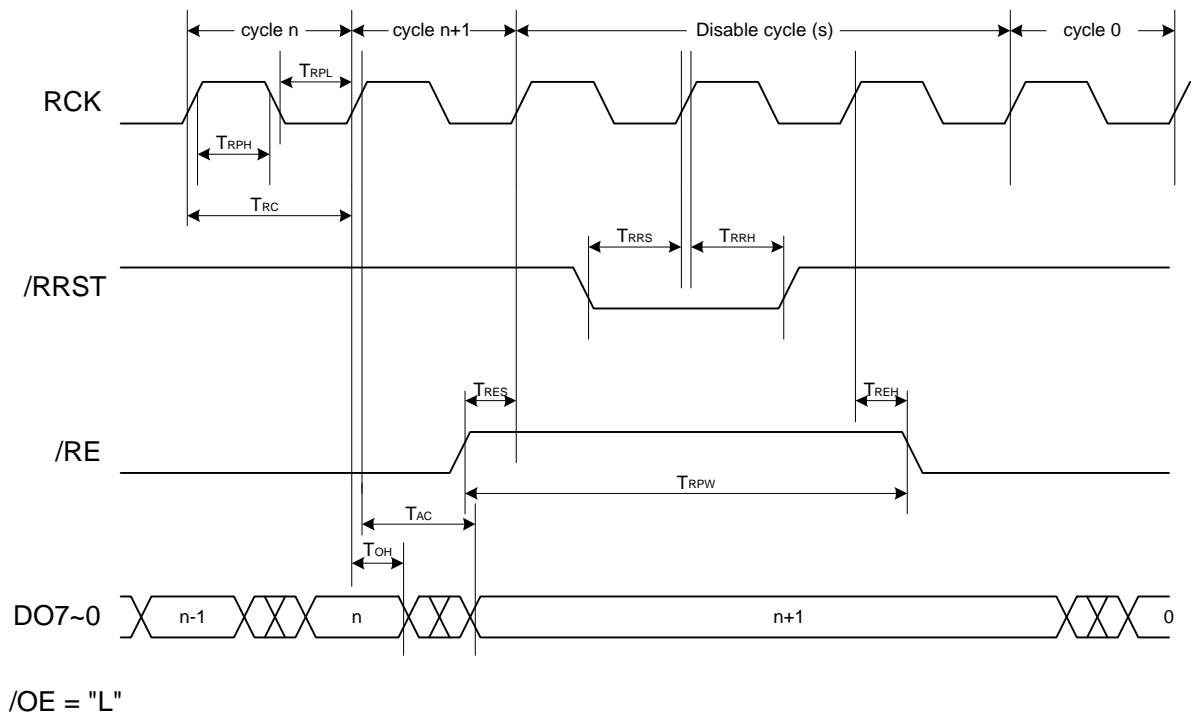 cycle n
cycle n+1
Disable cycle (s)
cycle 0
TRPL
RCK
TRPH
TRC
TRRS
TRRH
/RRST
TRES
TREH
/RE
TRPW
TAC
TOH
DO7~0
n-1
n
n+1
0
/OE = "L"